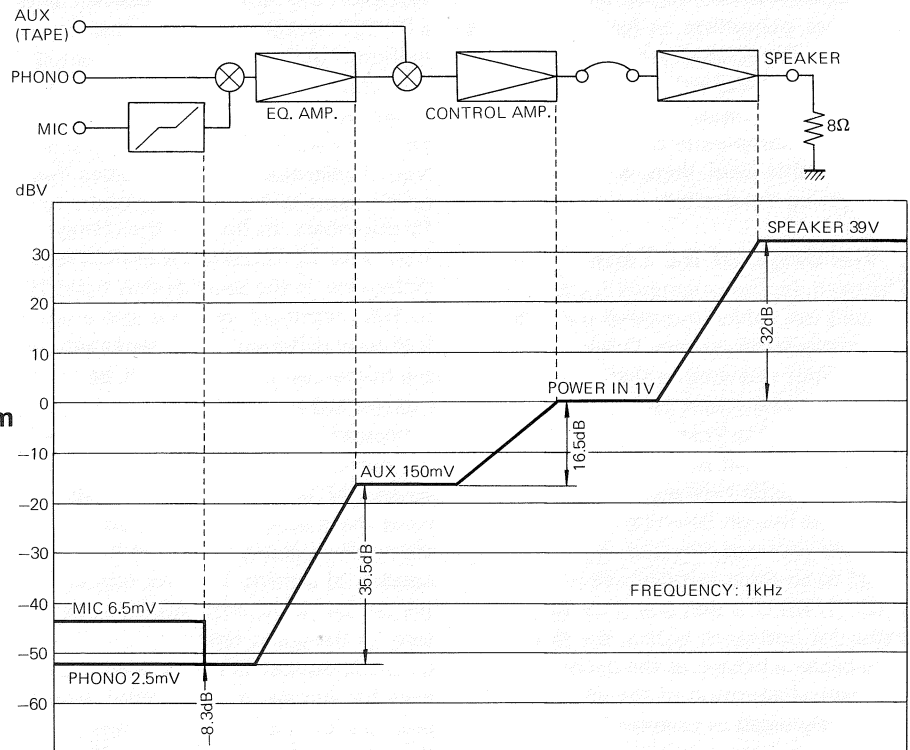 AUX
(TAPE)
PHONO
MIC
EQ. AMP.
CONTROL AMP.
SPEAKER
8Ω
dBV
30
20
10
0
−10
−20
−30
−40
−50
−60
SPEAKER 39V
32dB
POWER IN 1V
16.5dB
AUX 150mV
35.5dB
FREQUENCY: 1kHz
MIC 6.5mV
PHONO 2.5mV
−8.3dB
m